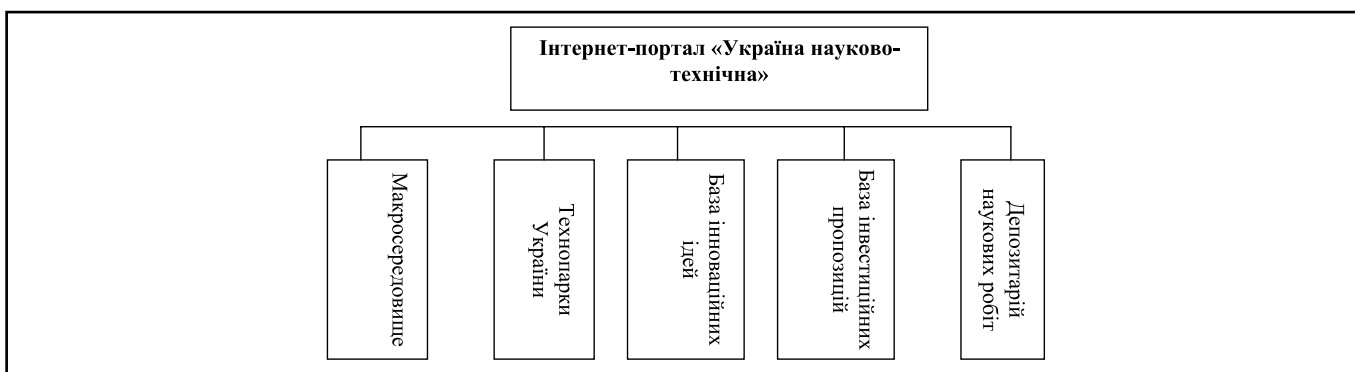 Інтернет-портал «Україна науково-
технічна»
Макросередовище
Технопарки
України
База інноваційних
ідей
База інвестиційних
пропозицій
Депозитарій
наукових робіт